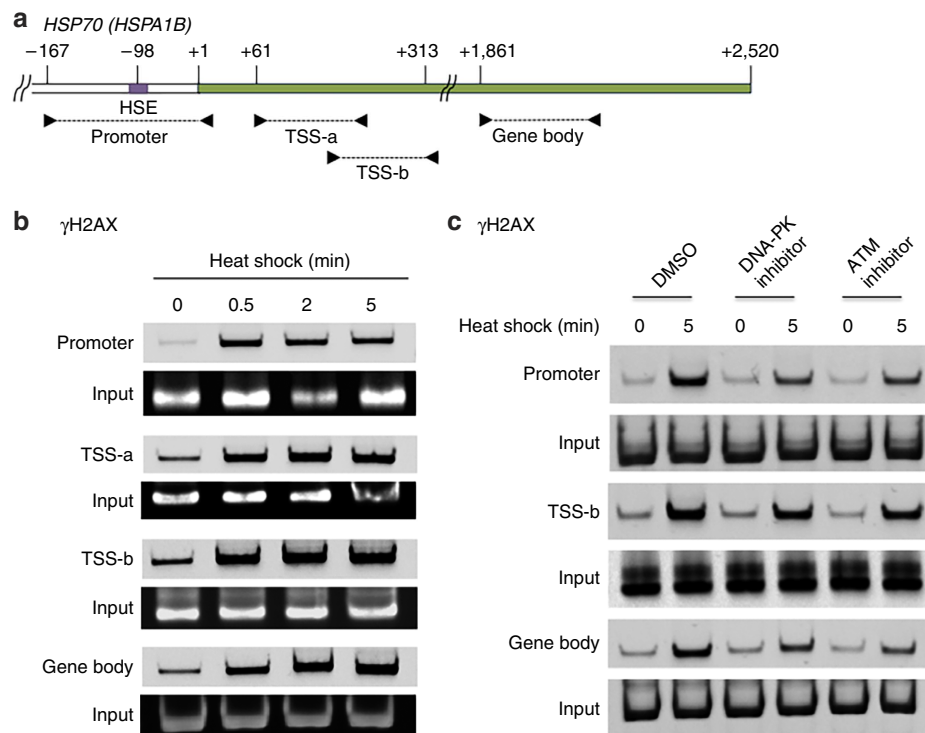 a
HSP70 (HSPA1B)
−167 −98 +1 +61 +313 +1,861 +2,520
HSE
Promoter TSS-a Gene body
TSS-b
b γH2AX
Heat shock (min)
0 0.5 2 5
Promoter
Input
TSS-a
Input
TSS-b
Input
Gene body
Input
c γH2AX
DMSO DNA-PK inhibitor ATM inhibitor
Heat shock (min) 0 5 0 5 0 5
Promoter
Input
TSS-b
Input
Gene body
Input